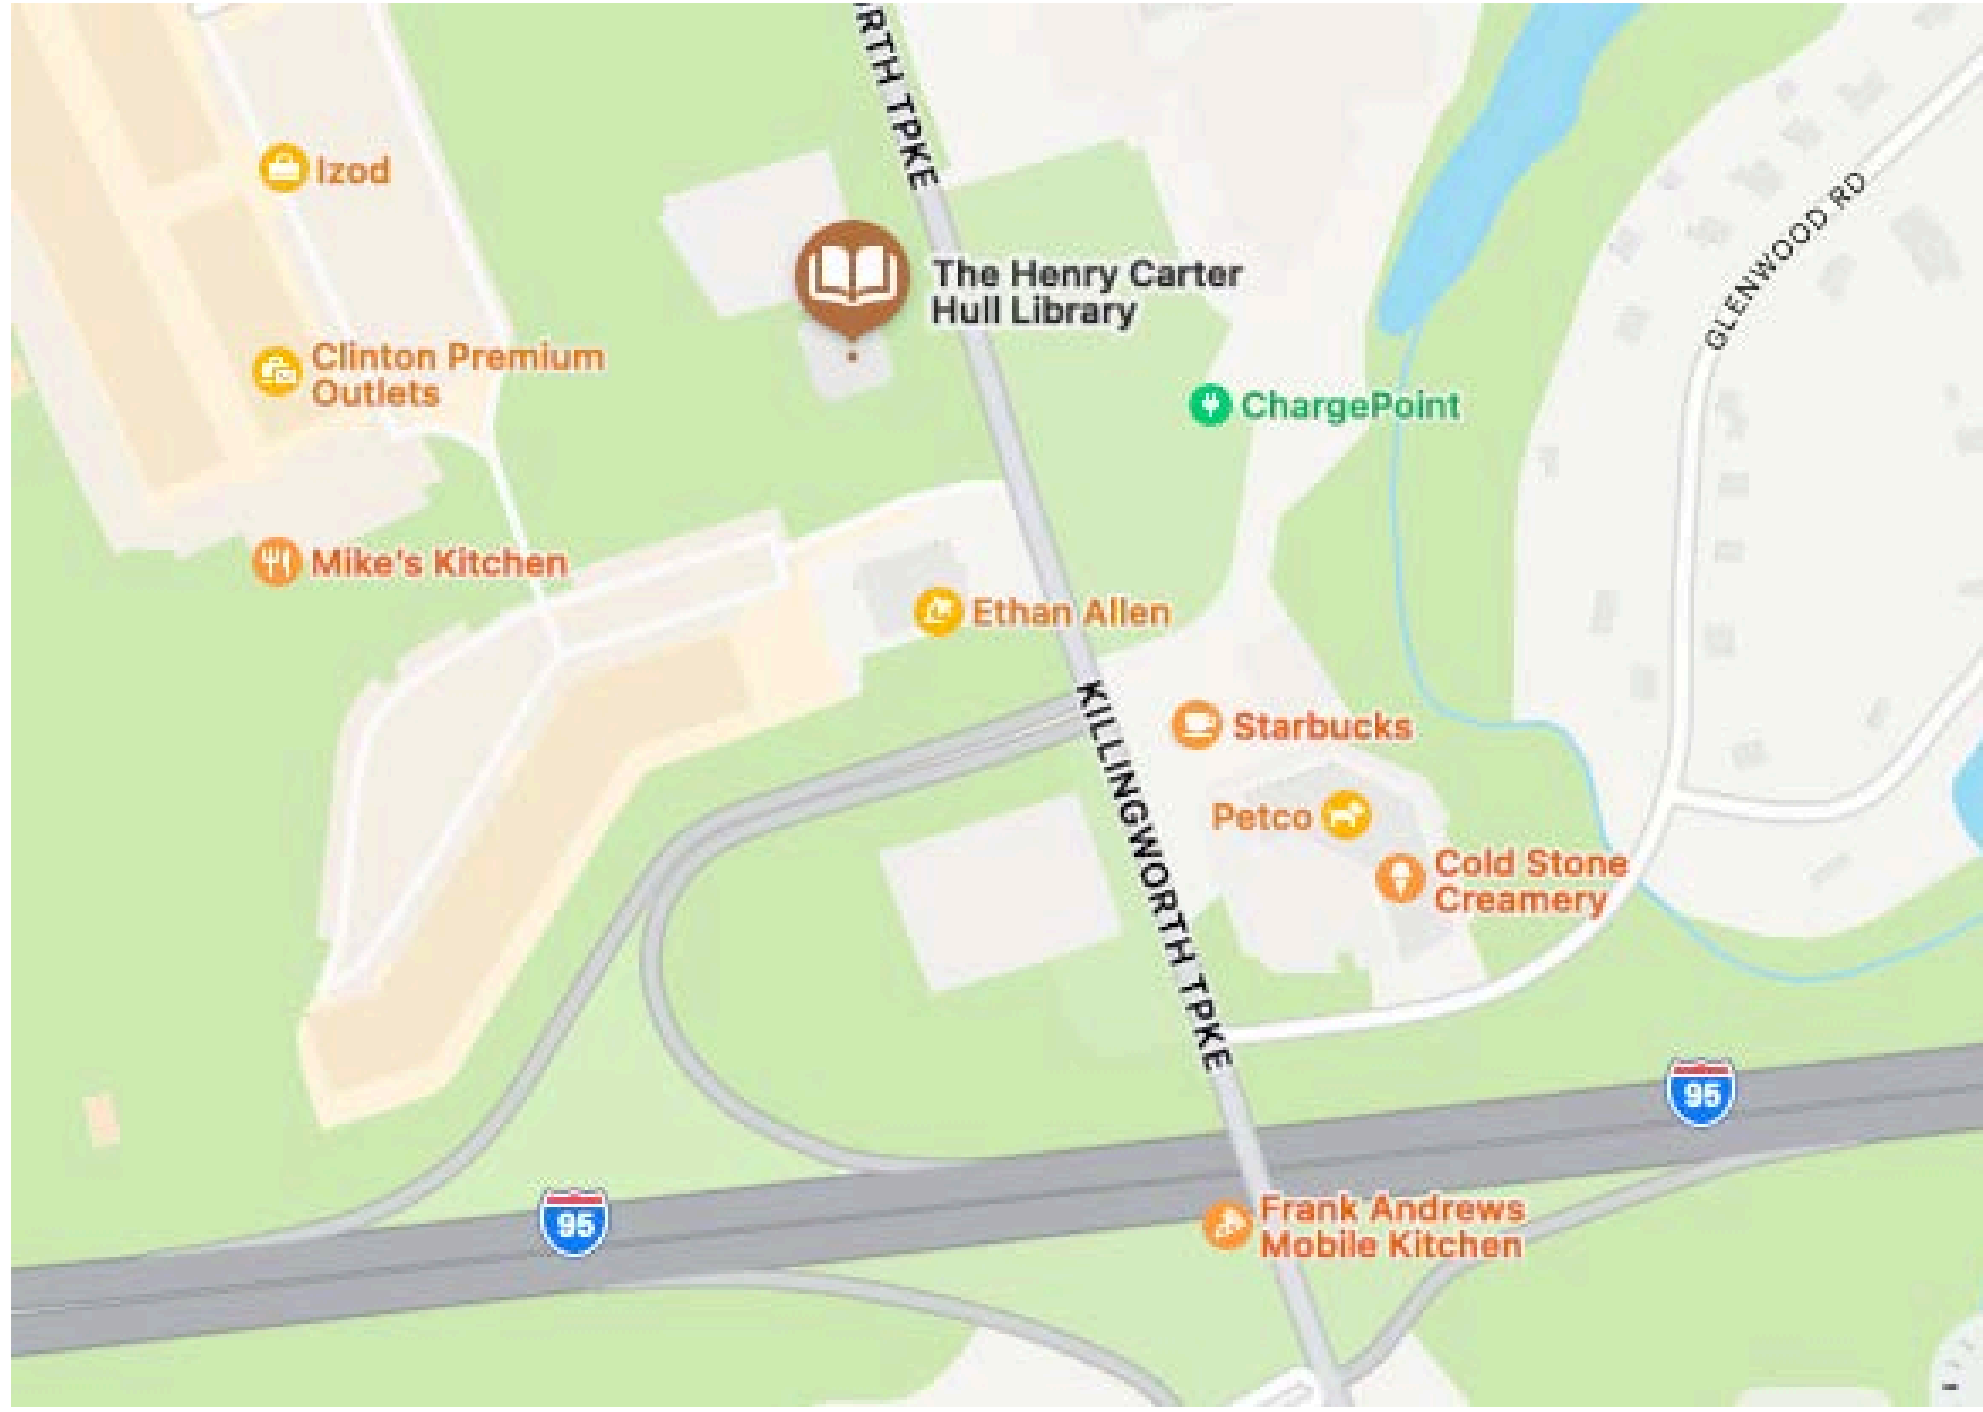 RTH TPKE
Izod
GLENWOOD RD
The Henry Carter
Hull Library
Clinton Premium
Outlets
ChargePoint
Mike's Kitchen
Ethan Allen
KILLINGWORTH TPKE
Starbucks
Petco
Cold Stone
Creamery
95
95
Frank Andrews
Mobile Kitchen